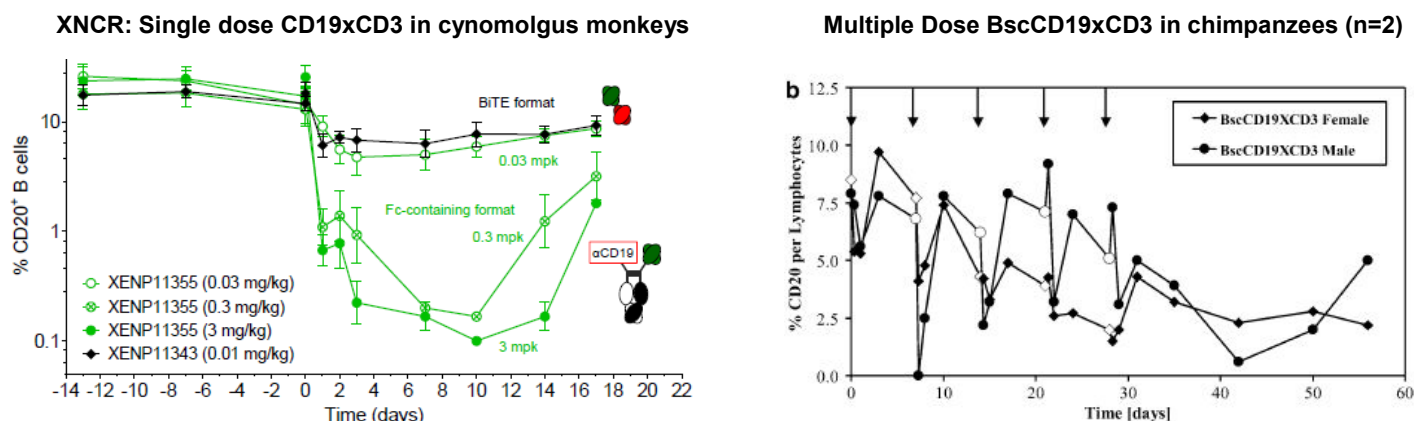 XNCR: Single dose CD19xCD3 in cynomolgus monkeys
% CD20⁺ B cells
10
1
0.1
BiTE format
0.03 mpk
Fc-containing format
0.3 mpk
αCD19
3 mpk
XENP11355 (0.03 mg/kg)
XENP11355 (0.3 mg/kg)
XENP11355 (3 mg/kg)
XENP11343 (0.01 mg/kg)
-14 -12 -10 -8 -6 -4 -2 0 2 4 6 8 10 12 14 16 18 20 22
Time (days)
Multiple Dose BscCD19xCD3 in chimpanzees (n=2)
b
% CD20 per Lymphocytes
12.5
10.0
7.5
5.0
2.5
0.0
BscCD19XCD3 Female
BscCD19XCD3 Male
0 10 20 30 40 50 60
Time [days]